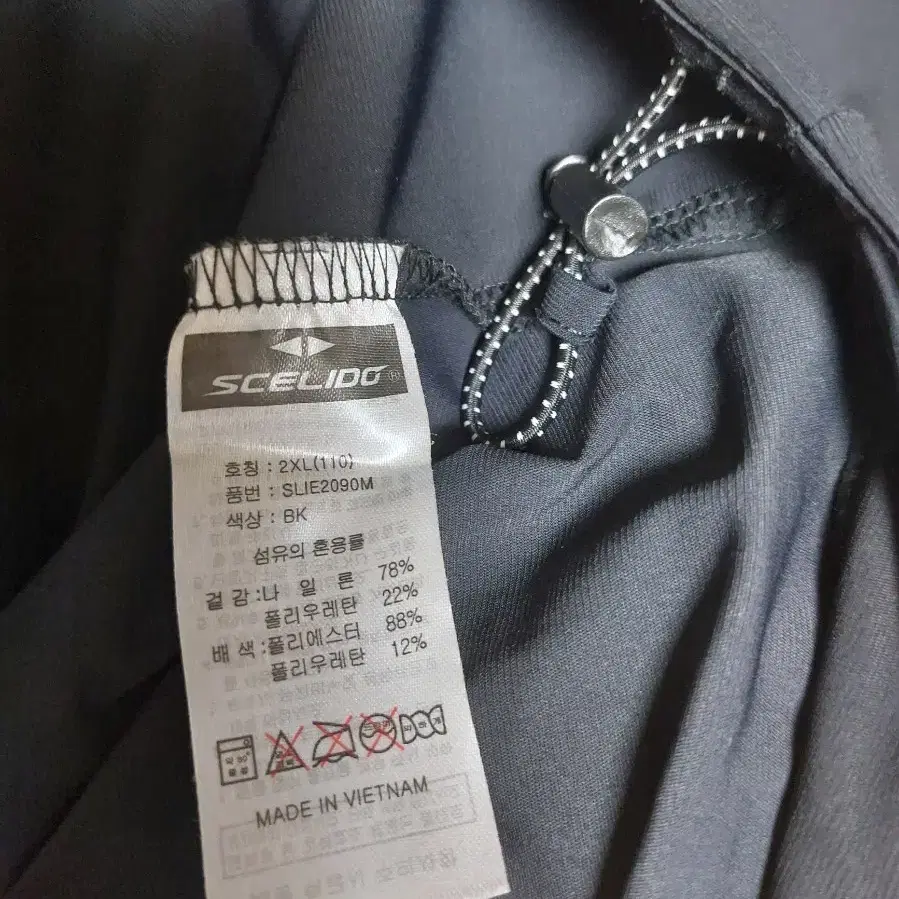 SCELIDO
호칭 : 2XL(110)
품번 : SLIE2090M
색상 : BK
섬유의 혼용률
겉 감 :나 일 론 78%
폴리우레탄 22%
배 색 :폴리에스터 88%
폴리우레탄 12%
MADE IN VIETNAM